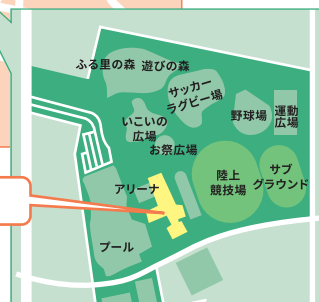 ふる里の森
遊びの森
サッカー
ラグビー場
いこいの
広場
野球場
運動
広場
お祭広場
陸上
競技場
サブ
グラウンド
アリーナ
プール